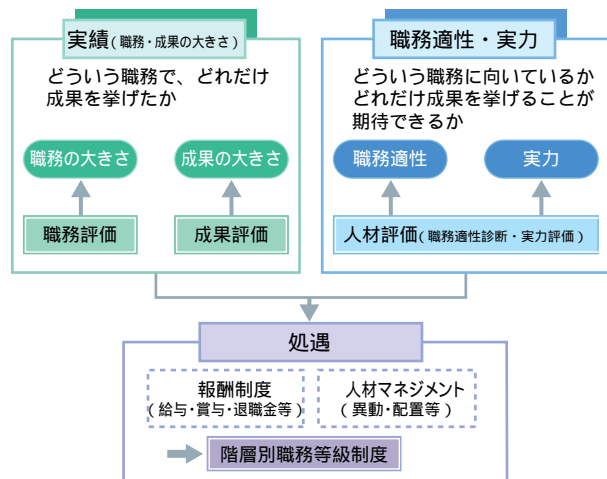 実績(職務・成果の大きさ)
どういう職務で、どれだけ
成果を挙げたか
職務の大きさ
成果の大きさ
職務評価
成果評価
職務適性・実力
どういう職務に向いているか
どれだけ成果を挙げることが
期待できるか
職務適性
実力
人材評価(職務適性診断・実力評価)
処遇
報酬制度
(給与・賞与・退職金等)
人材マネジメント
(異動・配置等)
階層別職務等級制度